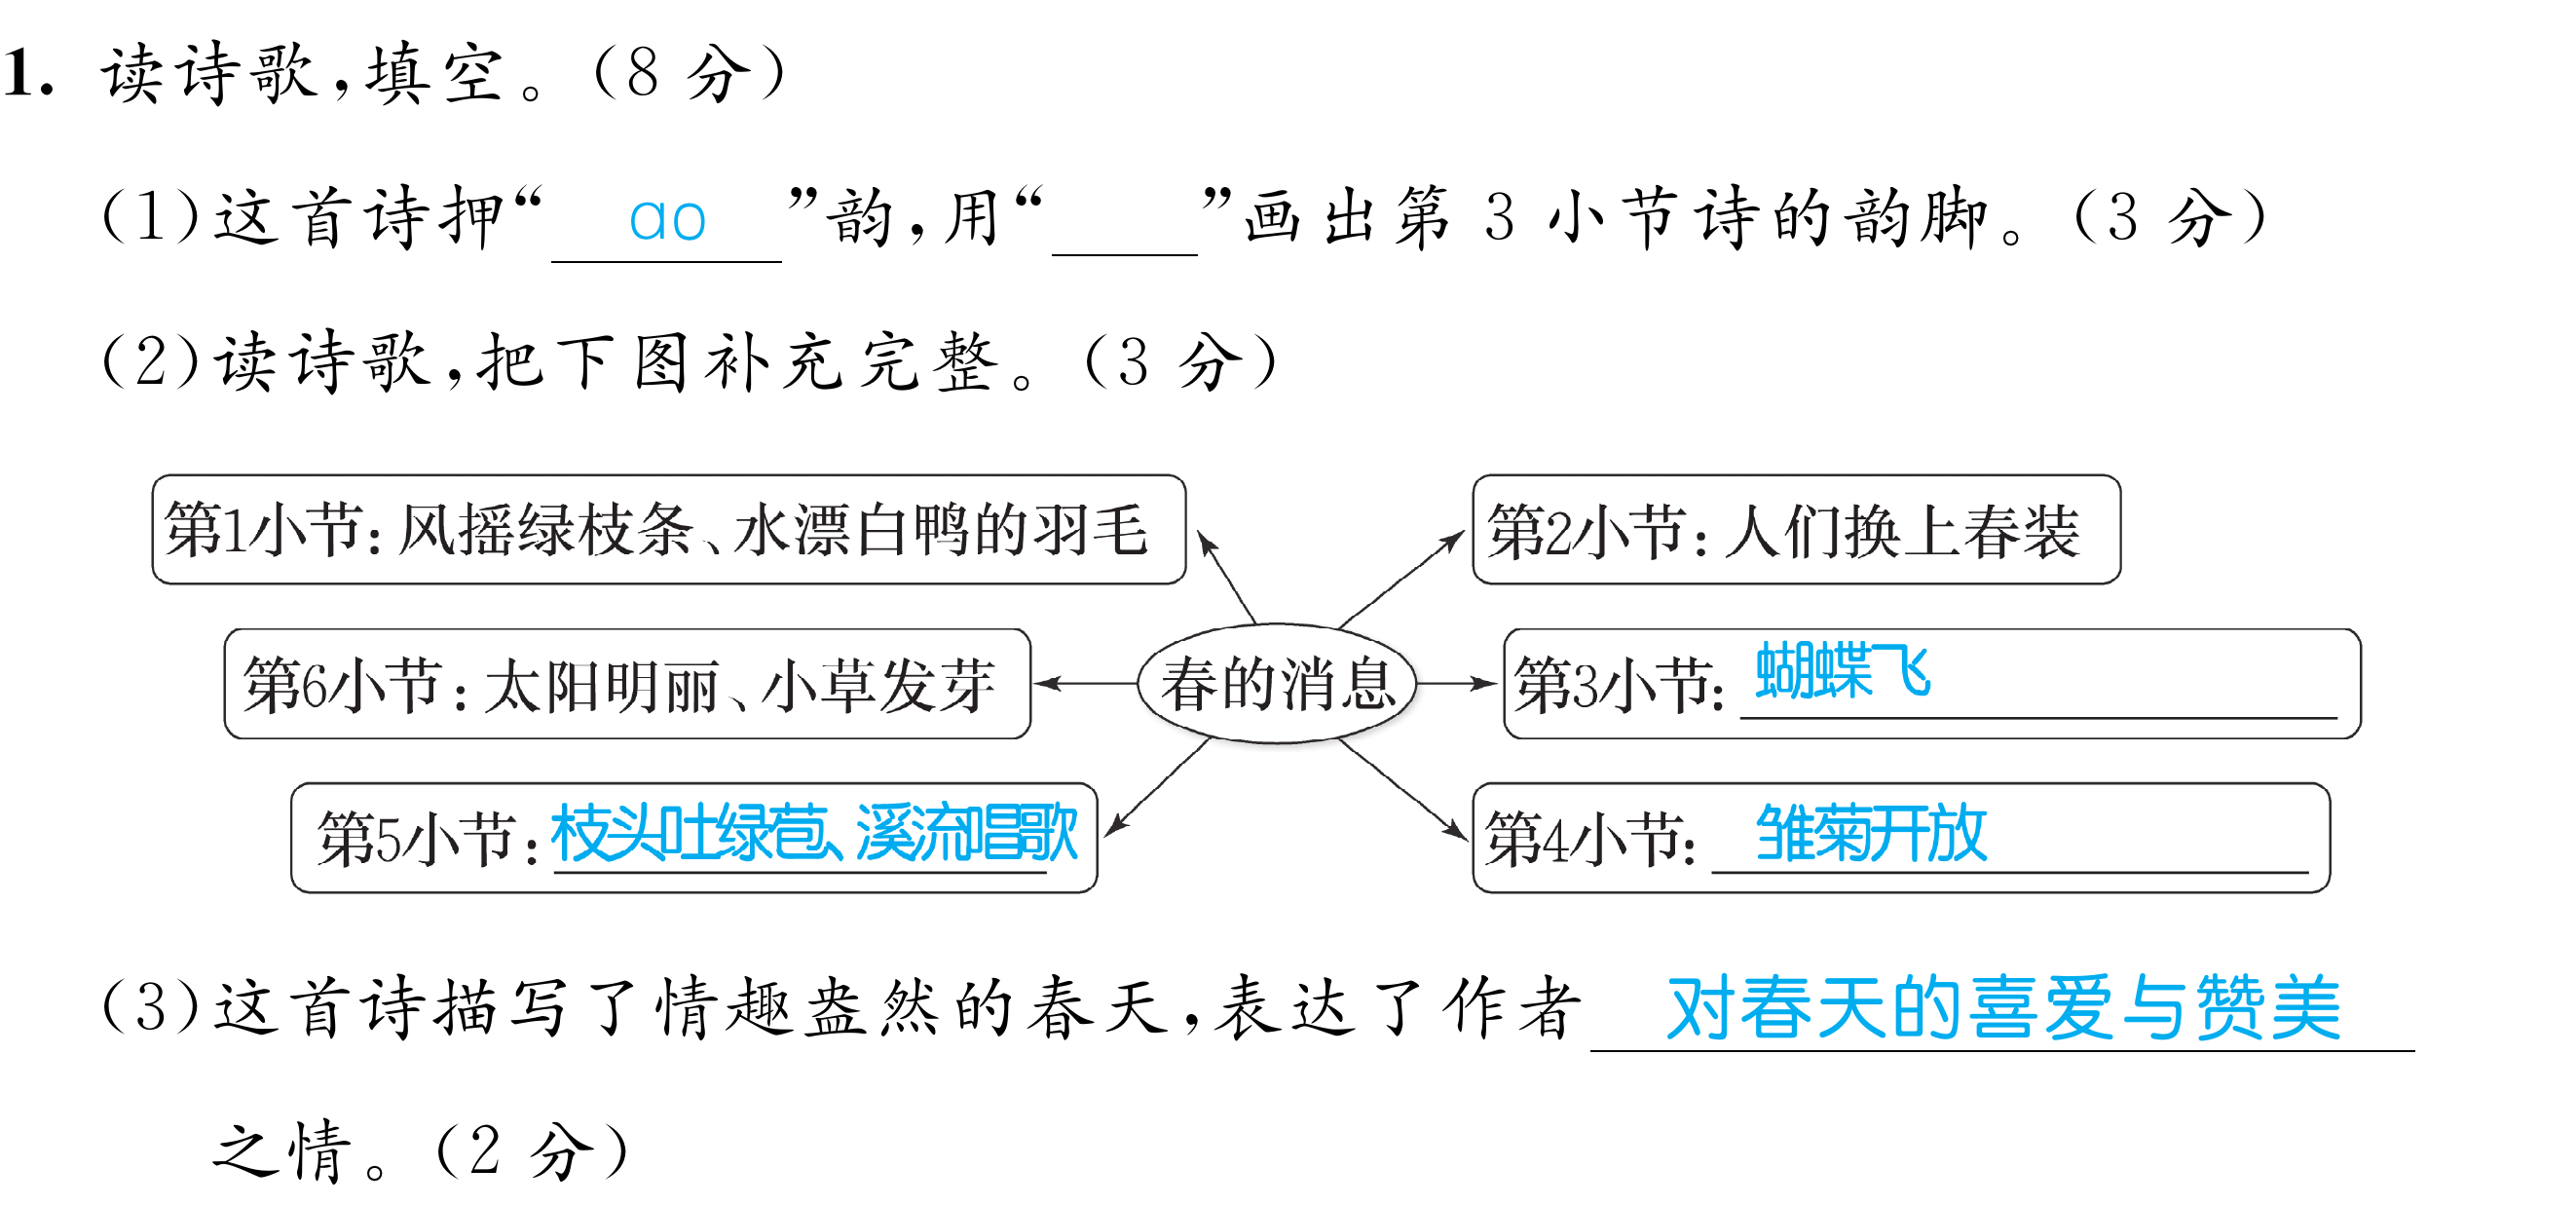 1. 读诗歌,填空。(8 分)
(1)这首诗押“ ao ”韵,用“____”画出第 3 小节诗的韵脚。(3 分)
(2)读诗歌,把下图补充完整。(3 分)
第1小节:风摇绿枝条、水漂白鸭的羽毛
第2小节:人们换上春装
第6小节:太阳明丽、小草发芽
春的消息
第3小节:蝴蝶飞
第5小节:枝头吐绿苞、溪流唱歌
第4小节:雏菊开放
(3)这首诗描写了情趣盎然的春天,表达了作者 对春天的喜爱与赞美
之情。(2 分)